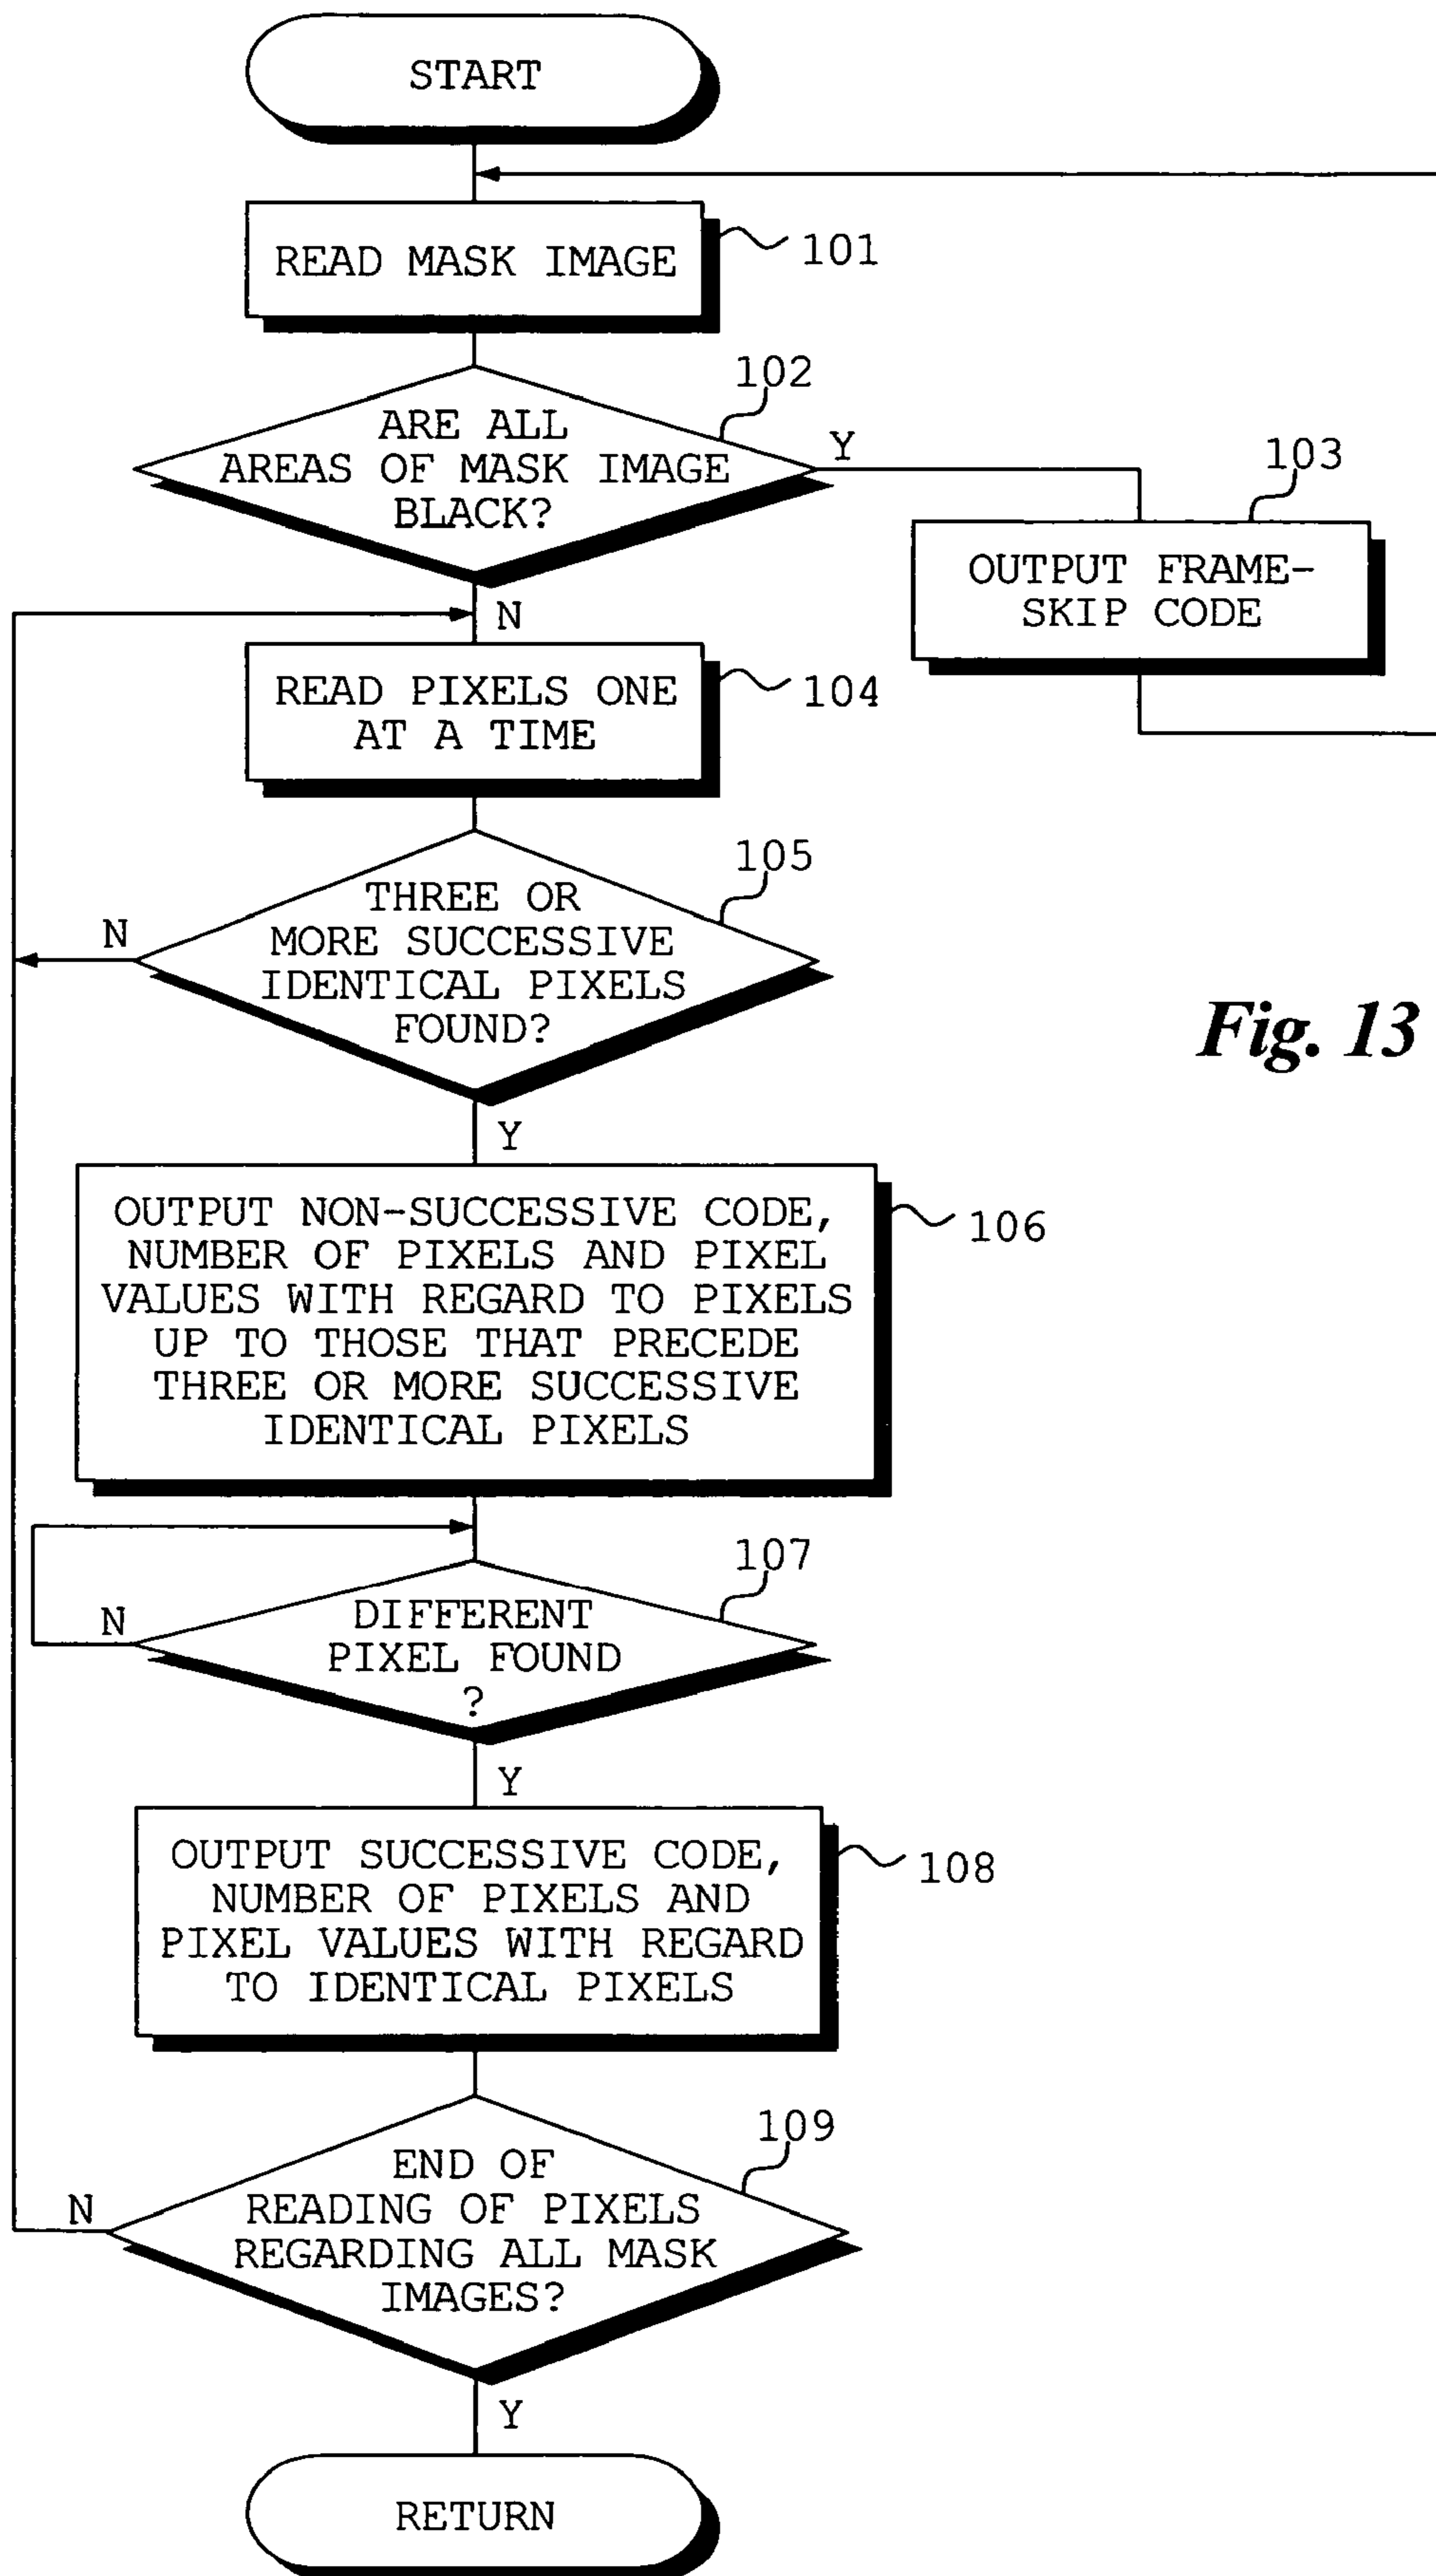 START
READ MASK IMAGE
101
102
ARE ALL
AREAS OF MASK IMAGE
BLACK?
Y
103
OUTPUT FRAME-
SKIP CODE
N
READ PIXELS ONE
AT A TIME
104
105
THREE OR
MORE SUCCESSIVE
IDENTICAL PIXELS
FOUND?
N
Fig. 13
Y
OUTPUT NON-SUCCESSIVE CODE,
NUMBER OF PIXELS AND PIXEL
VALUES WITH REGARD TO PIXELS
UP TO THOSE THAT PRECEDE
THREE OR MORE SUCCESSIVE
IDENTICAL PIXELS
106
107
DIFFERENT
PIXEL FOUND
?
N
Y
OUTPUT SUCCESSIVE CODE,
NUMBER OF PIXELS AND
PIXEL VALUES WITH REGARD
TO IDENTICAL PIXELS
108
109
END OF
READING OF PIXELS
REGARDING ALL MASK
IMAGES?
N
Y
RETURN